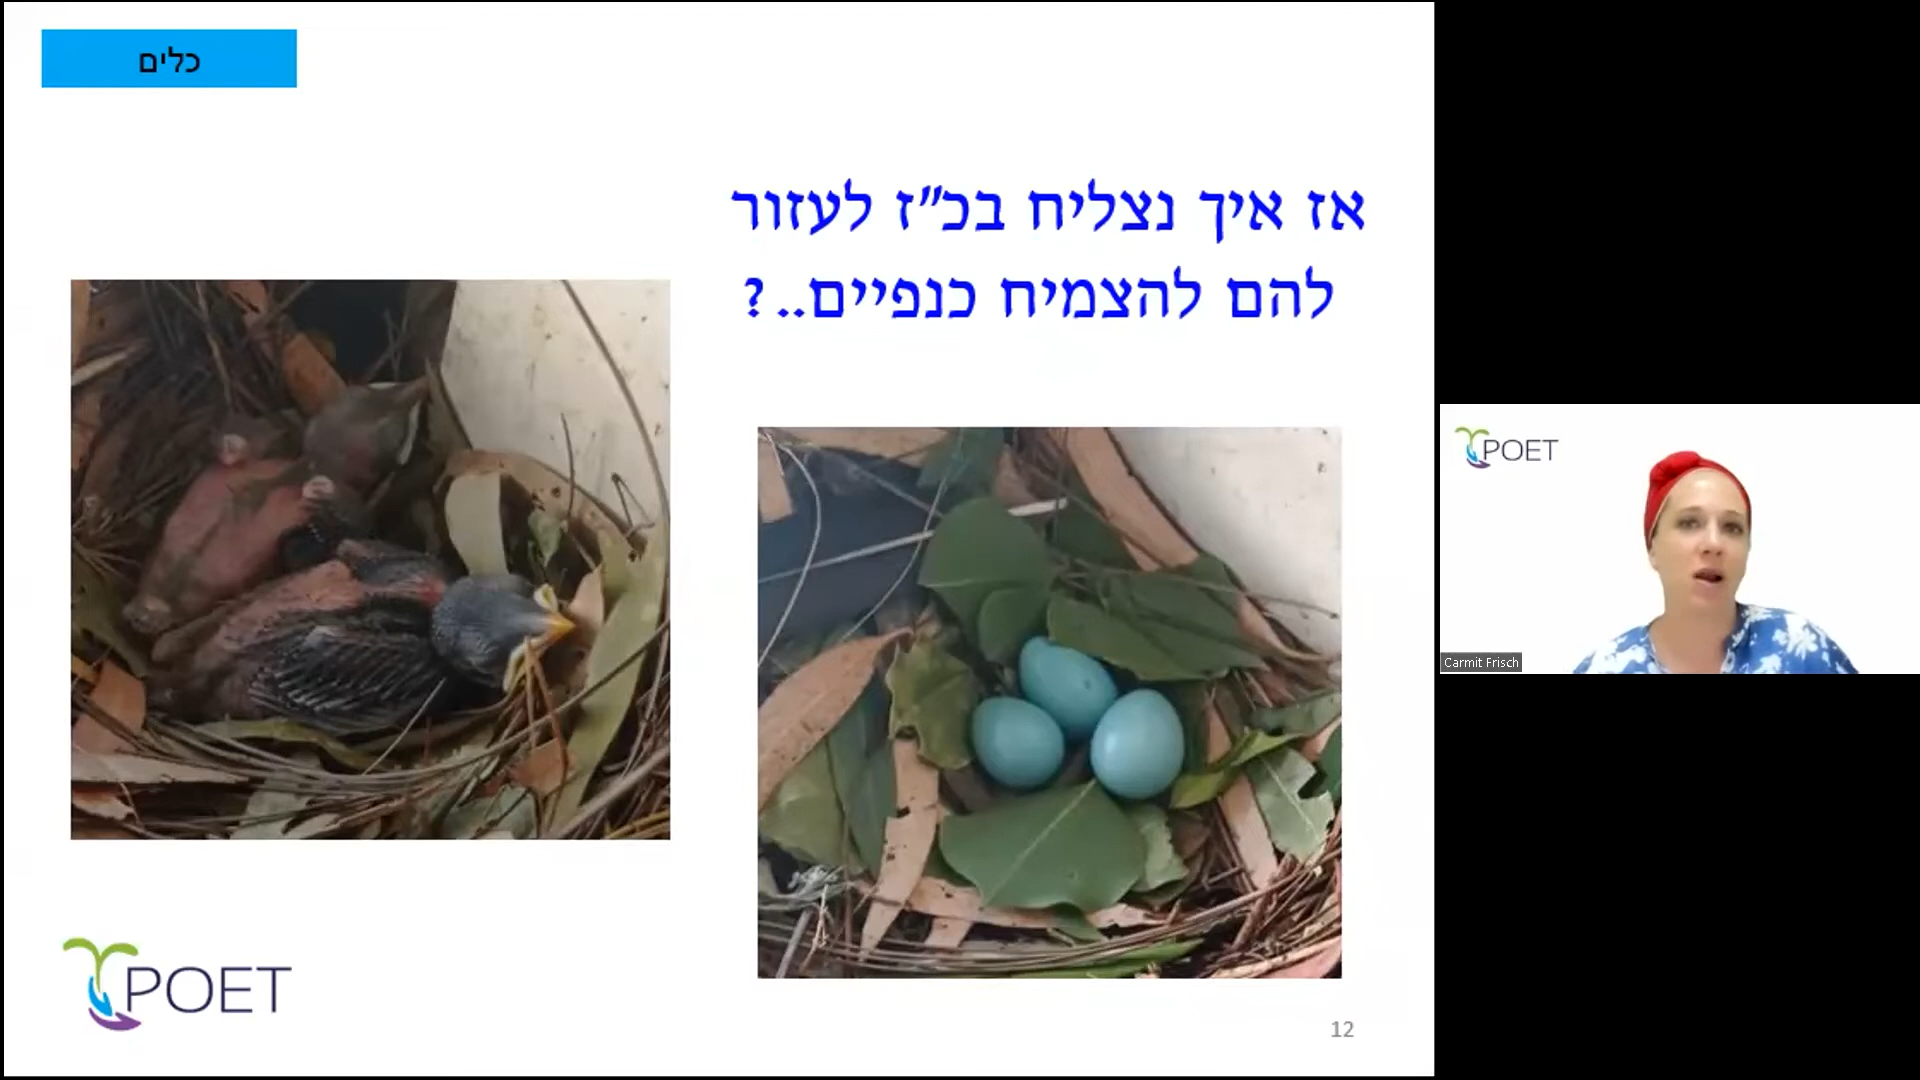 כלים
אז איך נצליח בכ"ז לעזור
להם להצמיח כנפיים..?
POET
12
POET
Carmit Frisch